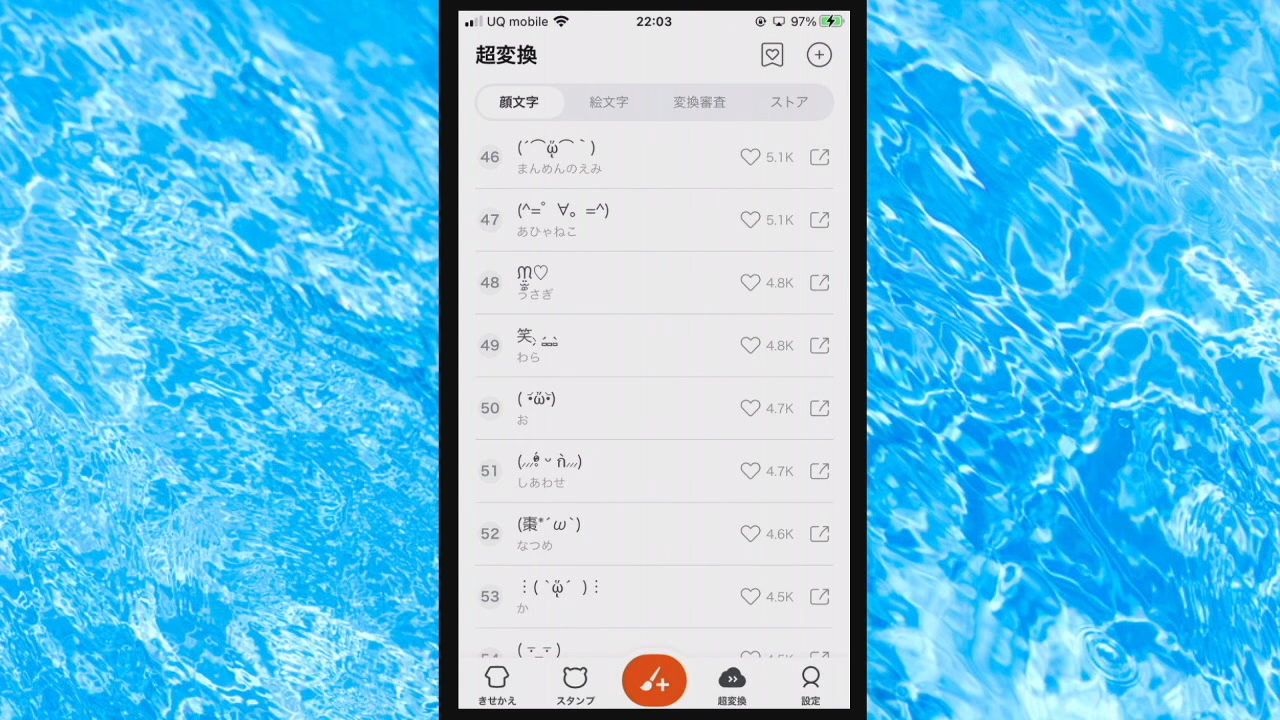 UQ mobile 22:03 97%
超変換
顔文字 絵文字 変換審査 ストア
46 (´⌒ῴ⌒｀) 5.1K
まんめんのえみ
47 (^=ﾟ ∀。=^) 5.1K
あひゃねこ
48 ♡ 4.8K
うさぎ
49 笑 4.8K
わら
50 4.7K
お
51 4.7K
しあわせ
52 (棗*´ω`) 4.6K
なつめ
53 4.5K
か
きせかえ スタンプ 超変換 設定